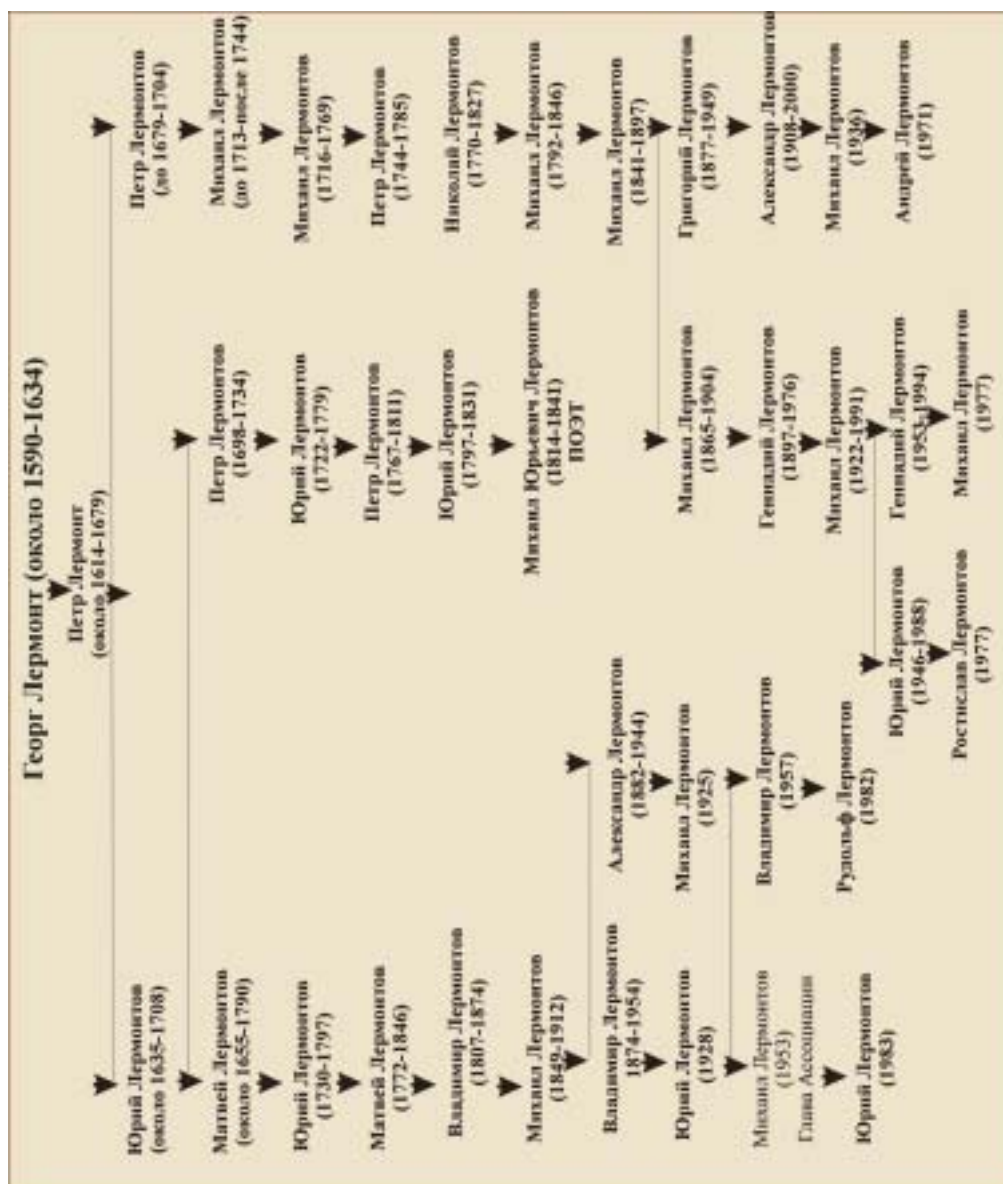 Георг Лермонт (около 1590-1634)
Петр Лермонт
(около 1614-1679)
Юрий Лермонтов
(около 1635-1708)
Петр Лермонтов
(до 1679-1704)
Матвей Лермонтов
(около 1655-1790)
Петр Лермонтов
(1698-1734)
Михаил Лермонтов
(до 1713-после 1744)
Юрий Лермонтов
(1730-1797)
Юрий Лермонтов
(1722-1779)
Михаил Лермонтов
(1716-1769)
Матвей Лермонтов
(1772-1846)
Петр Лермонтов
(1767-1811)
Петр Лермонтов
(1744-1785)
Владимир Лермонтов
(1807-1874)
Юрий Лермонтов
(1797-1831)
Николай Лермонтов
(1770-1827)
Михаил Лермонтов
(1849-1912)
Михаил Юрьевич Лермонтов
(1814-1841)
ПОЭТ
Михаил Лермонтов
(1792-1846)
Михаил Лермонтов
(1841-1897)
Владимир Лермонтов
1874-1954)
Александр Лермонтов
(1882-1944)
Михаил Лермонтов
(1865-1904)
Григорий Лермонтов
(1877-1949)
Юрий Лермонтов
(1928)
Михаил Лермонтов
(1925)
Геннадий Лермонтов
(1897-1976)
Александр Лермонтов
(1908-2000)
Михаил Лермонтов
(1953)
Глава Ассоциации
Владимир Лермонтов
(1957)
Михаил Лермонтов
(1922-1991)
Михаил Лермонтов
(1936)
Юрий Лермонтов
(1983)
Рудольф Лермонтов
(1982)
Юрий Лермонтов
(1946-1988)
Геннадий Лермонтов
(1953-1994)
Андрей Лермонтов
(1971)
Ростислав Лермонтов
(1977)
Михаил Лермонтов
(1977)